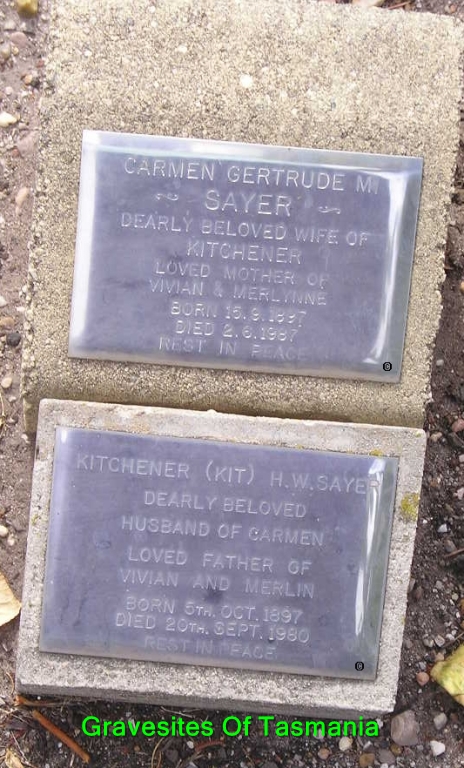 CARMEN GERTRUDE M.
SAYER
DEARLY BELOVED WIFE OF
KITCHENER
LOVED MOTHER OF
VIVIAN & MERLYNNE
BORN 15.9.1897
DIED 2.6.1987
REST IN PEACE
KITCHENER (KIT) H.W. SAYER
DEARLY BELOVED
HUSBAND OF CARMEN
LOVED FATHER OF
VIVIAN AND MERLIN
BORN 5TH. OCT. 1897
DIED 20TH. SEPT. 1980
REST IN PEACE
Gravesites Of Tasmania